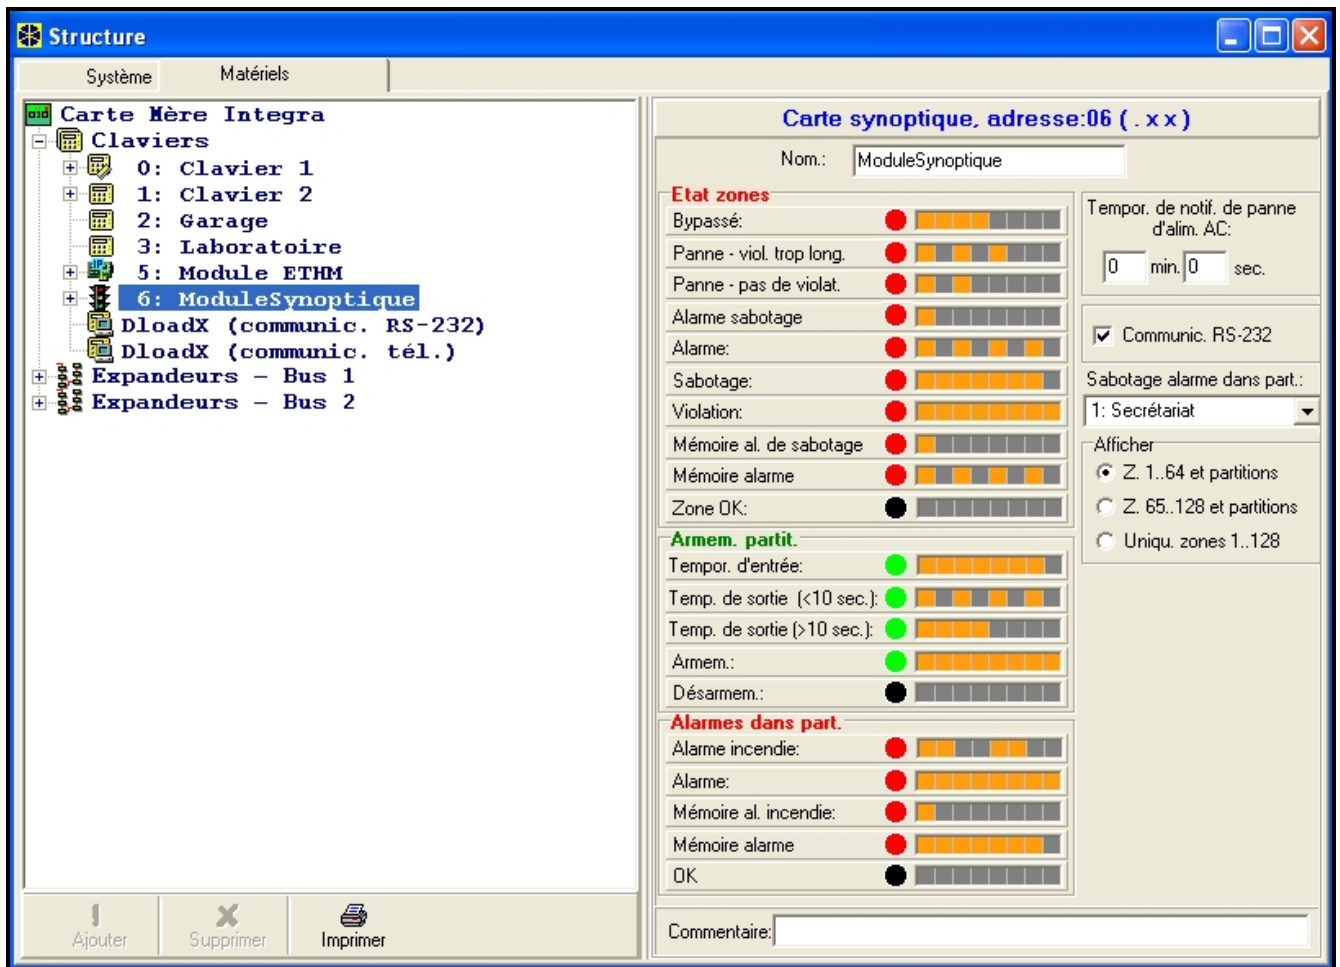 Structure
Système
Matériels
Carte Mère Integra
Claviers
0: Clavier 1
1: Clavier 2
2: Garage
3: Laboratoire
5: Module ETHM
6: ModuleSynoptique
DloadX (communic. RS-232)
DloadX (communic. tél.)
Expandeurs – Bus 1
Expandeurs – Bus 2
Ajouter
Supprimer
Imprimer
Carte synoptique, adresse:06 ( . x x )
Nom.: ModuleSynoptique
Etat zones
Bypassé:
Panne - viol. trop long.
Panne - pas de violat.
Alarme sabotage
Alarme:
Sabotage:
Violation:
Mémoire al. de sabotage
Mémoire alarme
Zone OK:
Armem. partit.
Tempor. d'entrée:
Temp. de sortie (<10 sec.):
Temp. de sortie (>10 sec.):
Armem.:
Désarmem.:
Alarmes dans part.
Alarme incendie:
Alarme:
Mémoire al. incendie:
Mémoire alarme
OK
Tempor. de notif. de panne
d'alim. AC:
0 min. 0 sec.
Communic. RS-232
Sabotage alarme dans part.:
1: Secrétariat
Afficher
Z. 1..64 et partitions
Z. 65..128 et partitions
Uniqu. zones 1..128
Commentaire: